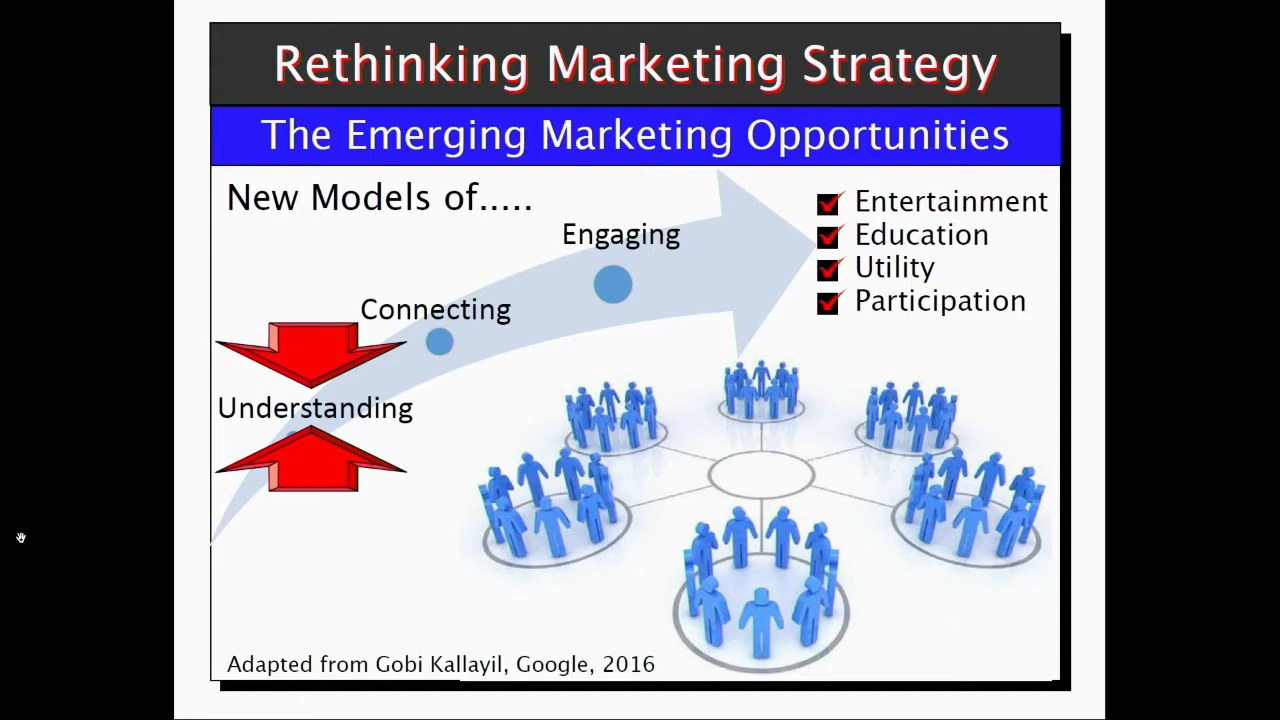 Rethinking Marketing Strategy
The Emerging Marketing Opportunities
New Models of.....
Engaging
Connecting
Understanding
Entertainment
Education
Utility
Participation
Adapted from Gobi Kallayil, Google, 2016